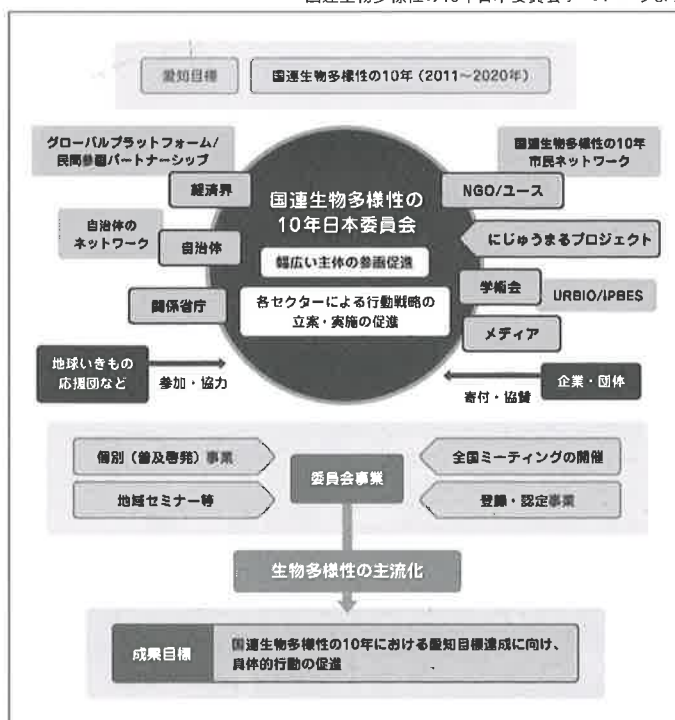 愛知目標
国連生物多様性の10年(2011～2020年)
グローバルプラットフォーム/
民間参画パートナーシップ
経済界
国連生物多様性の10年
市民ネットワーク
NGO/ユース
国連生物多様性の
10年日本委員会
自治体の
ネットワーク
自治体
にじゅうまるプロジェクト
幅広い主体の参画促進
関係省庁
各セクターによる行動戦略の
立案・実施の促進
学術会
URBIO/IPBES
メディア
地球いきもの
応援団など
参加・協力
寄付・協賛
企業・団体
個別(普及啓発)事業
全国ミーティングの開催
委員会事業
地域セミナー等
登録・認定事業
生物多様性の主流化
成果目標
国連生物多様性の10年における愛知目標達成に向け、
具体的行動の促進